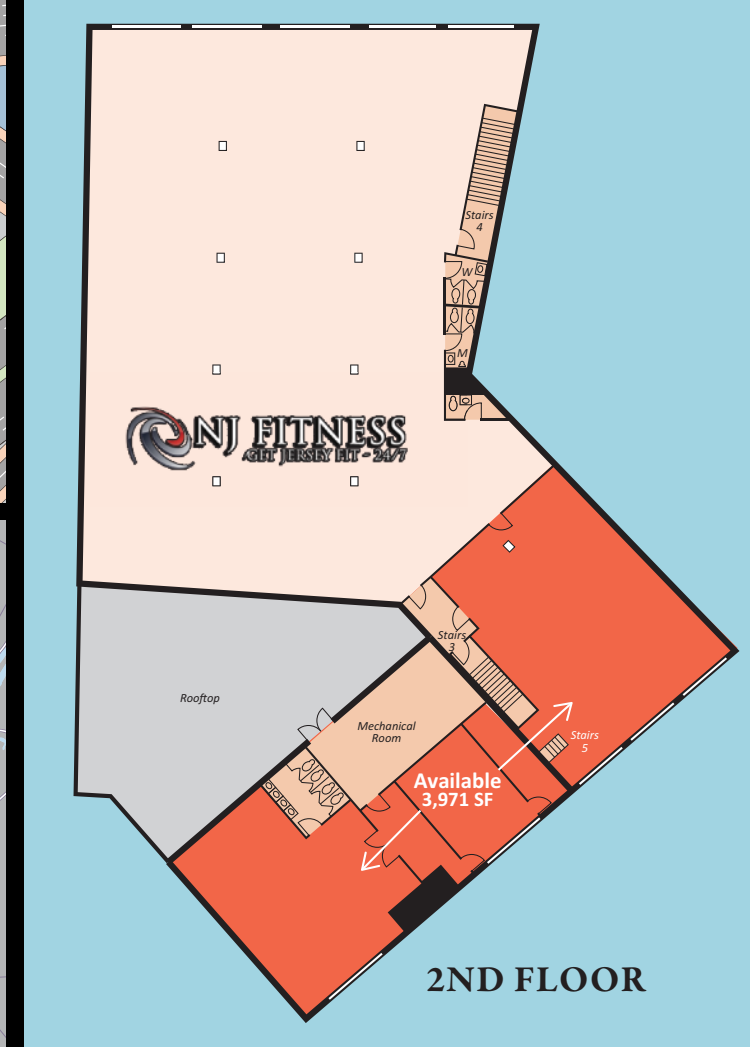 Stairs
4
W
M
NJ FITNESS
GET JERSEY FIT - 24/7
Stairs
3
Rooftop
Mechanical
Room
Stairs
5
Available
3,971 SF
2ND FLOOR